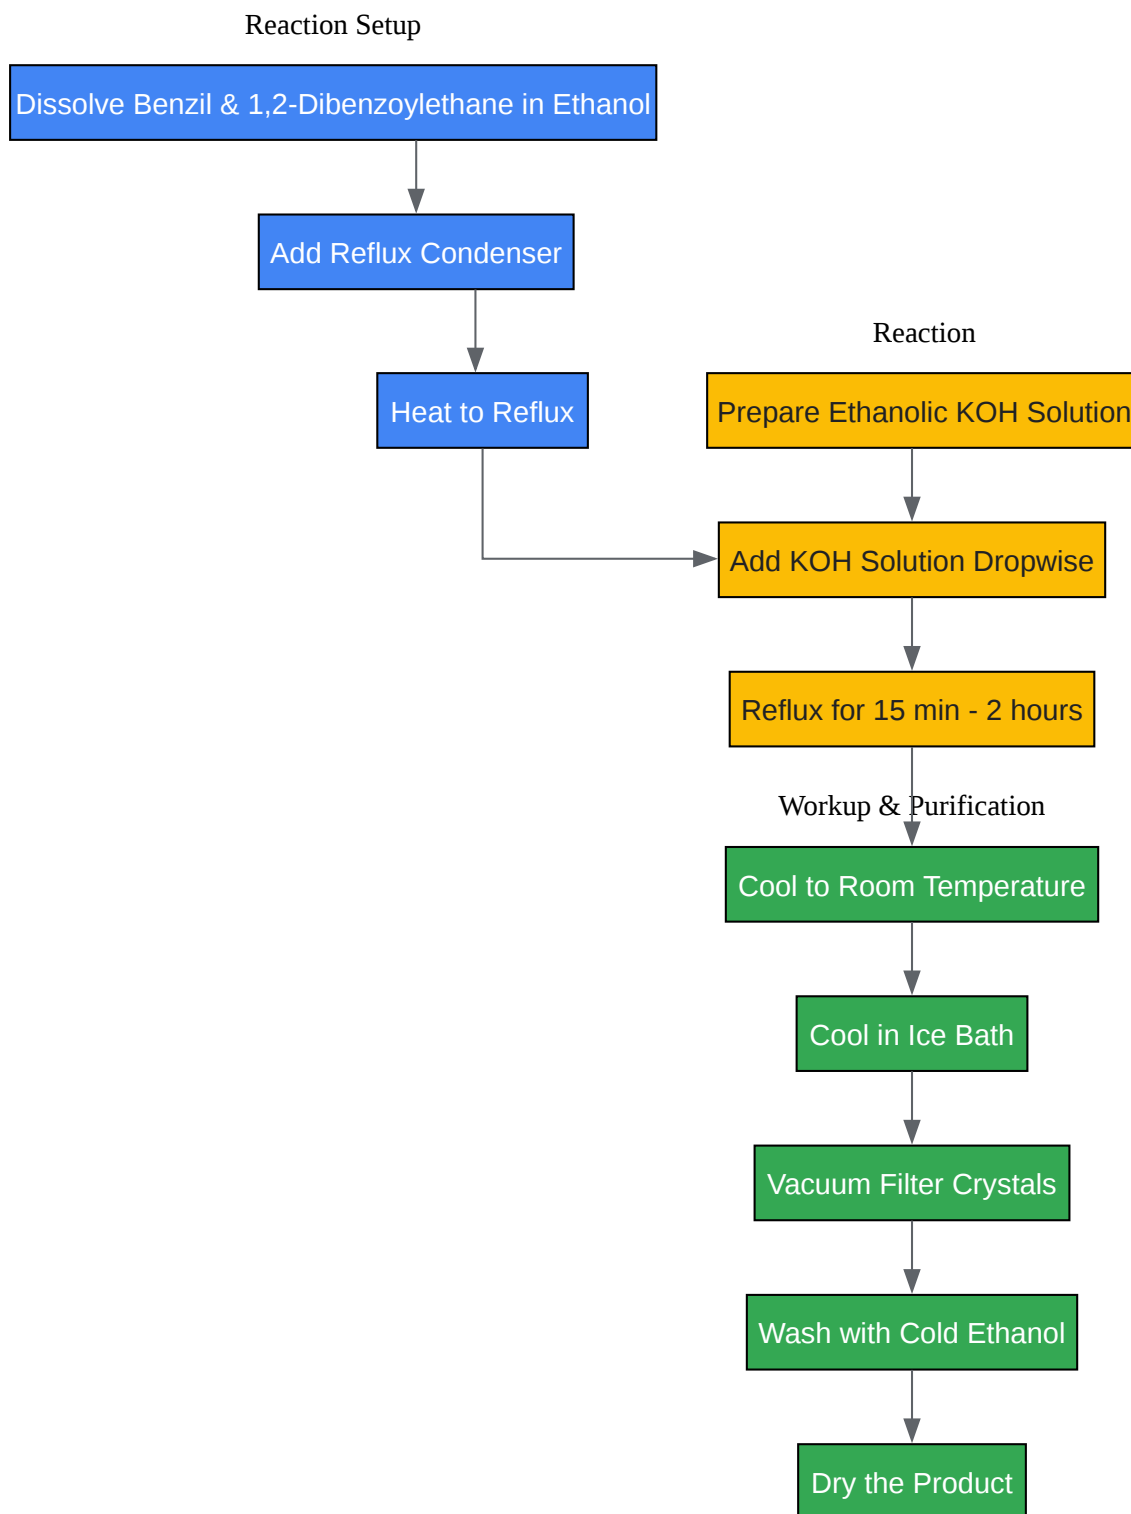 Reaction Setup
Dissolve Benzil & 1,2-Dibenzoylethane in Ethanol
Add Reflux Condenser
Heat to Reflux
Reaction
Prepare Ethanolic KOH Solution
Add KOH Solution Dropwise
Reflux for 15 min - 2 hours
Workup & Purification
Cool to Room Temperature
Cool in Ice Bath
Vacuum Filter Crystals
Wash with Cold Ethanol
Dry the Product